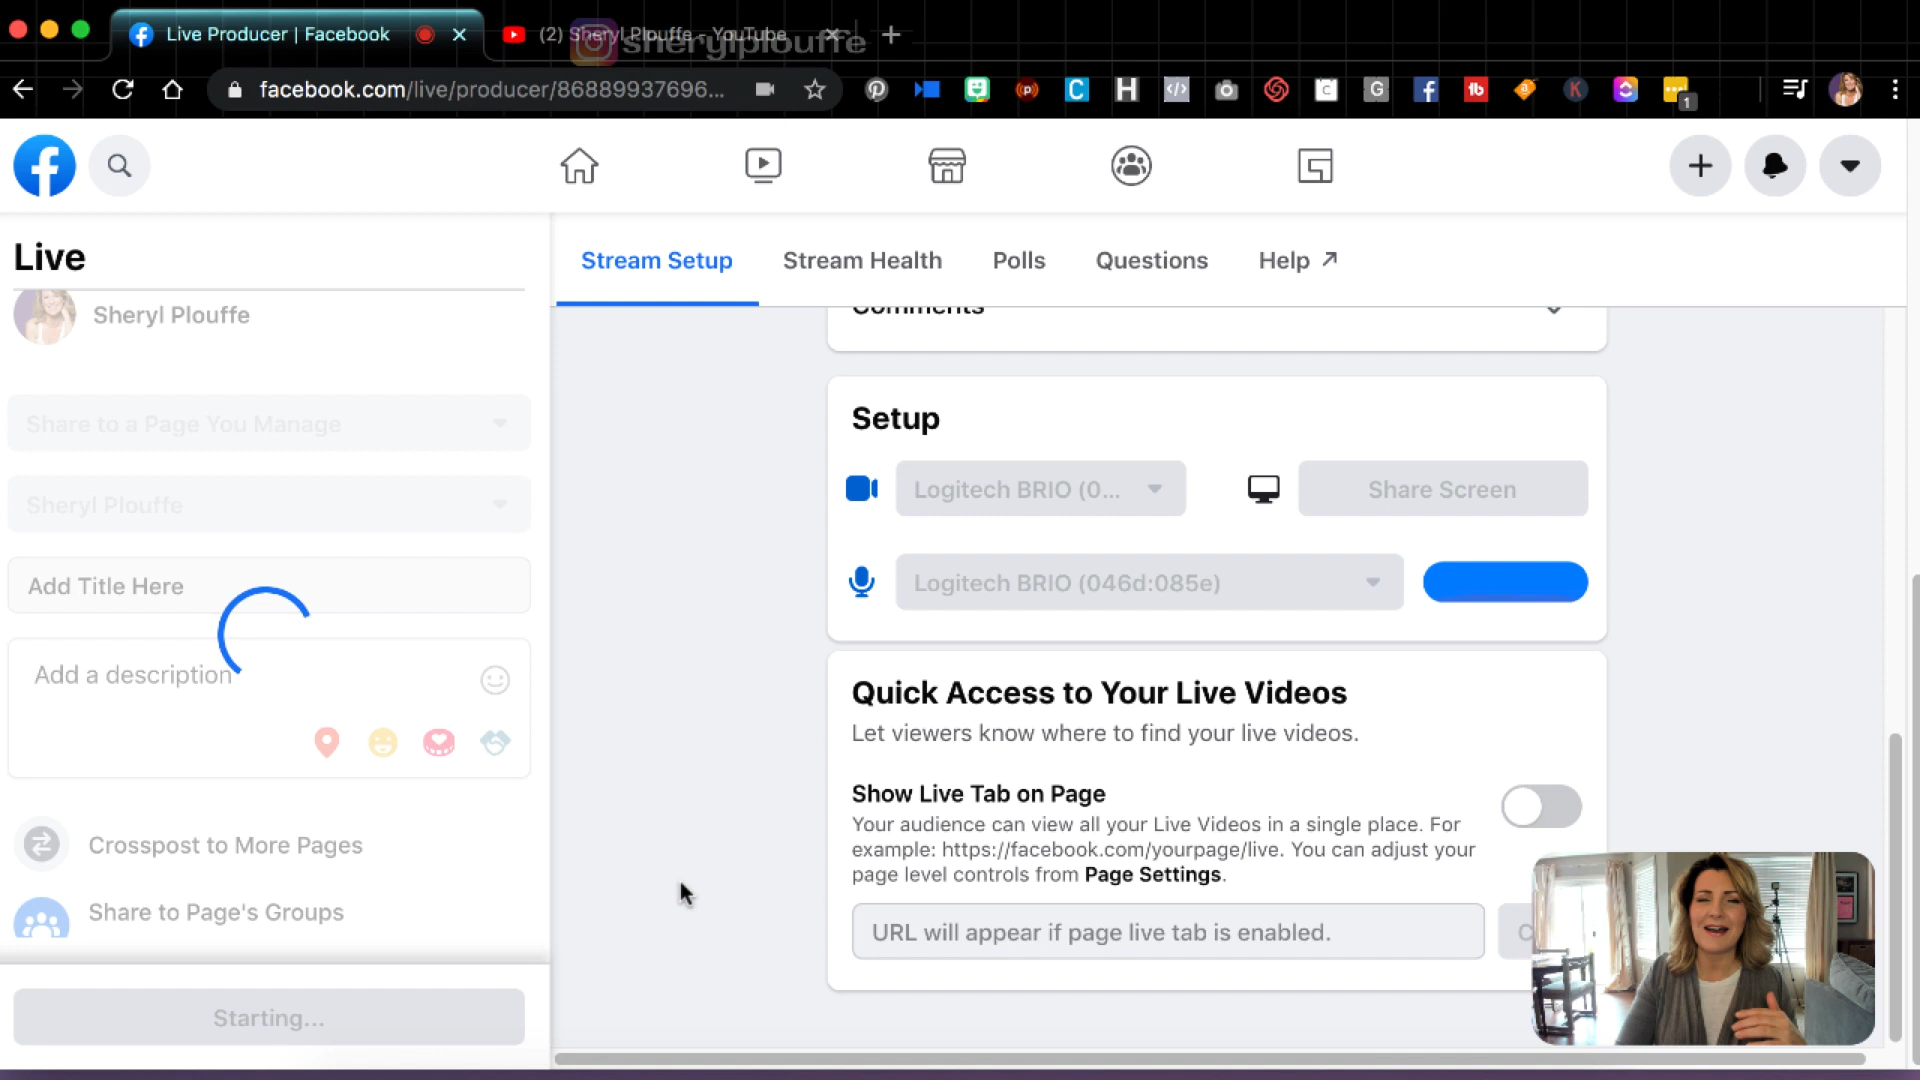 Live Producer | Facebook
(2) Sheryl Plouffe - YouTube
sherylplouffe
facebook.com/live/producer/86889937696...
1
Live
Stream Setup
Stream Health
Polls
Questions
Help
Sheryl Plouffe
Comments
Share to a Page You Manage
Setup
Logitech BRIO (0...
Share Screen
Sheryl Plouffe
Logitech BRIO (046d:085e)
Add Title Here
Add a description
Quick Access to Your Live Videos
Let viewers know where to find your live videos.
Show Live Tab on Page
Your audience can view all your Live Videos in a single place. For
example: https://facebook.com/yourpage/live. You can adjust your
page level controls from Page Settings.
Crosspost to More Pages
Share to Page's Groups
URL will appear if page live tab is enabled.
Starting...